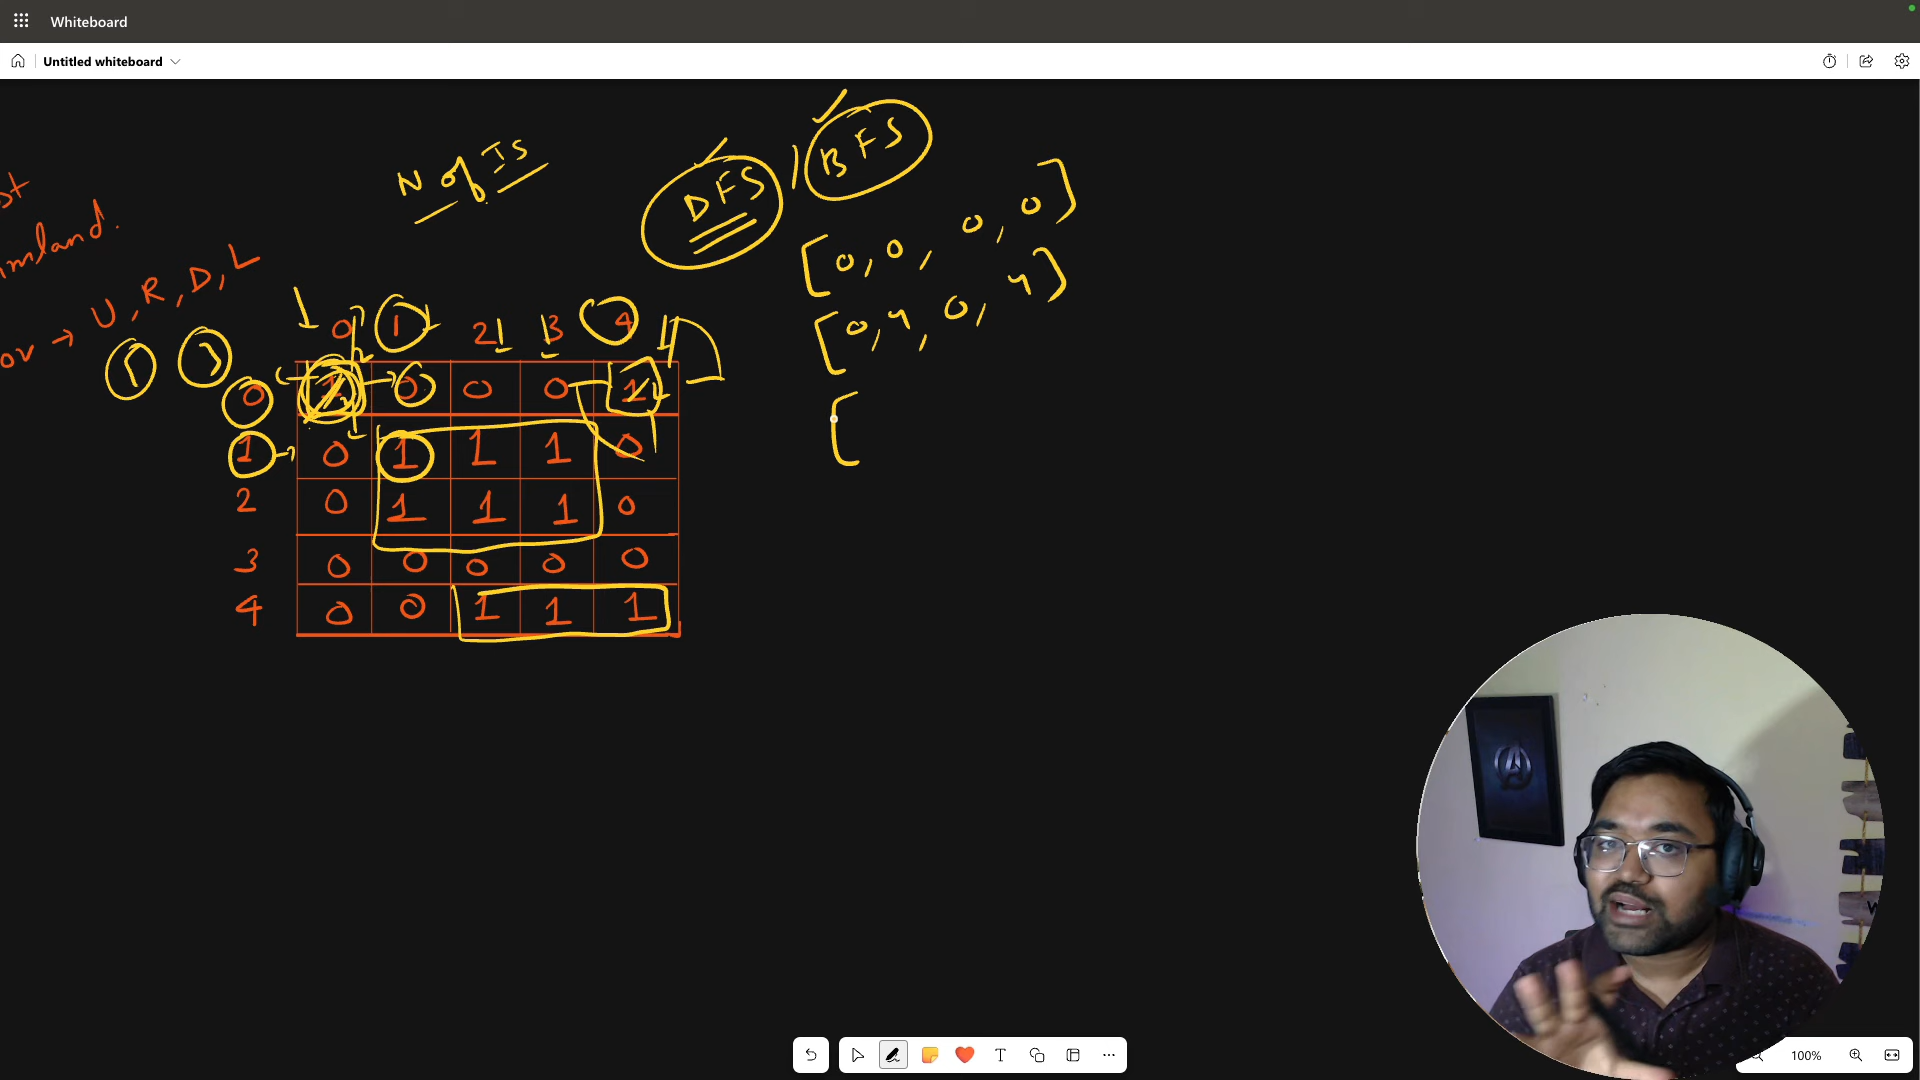 Whiteboard
Untitled whiteboard
N of Is
DFS / BFS
[0,0, 0,0]
[0,4, 0, 4]
[
→ U, R, D, L
1 1
0 1 2 3 4
0 1 0 0 0 1
1 0 1 1 1 0
2 0 1 1 1 0
3 0 0 0 0 0
4 0 0 1 1 1
100%